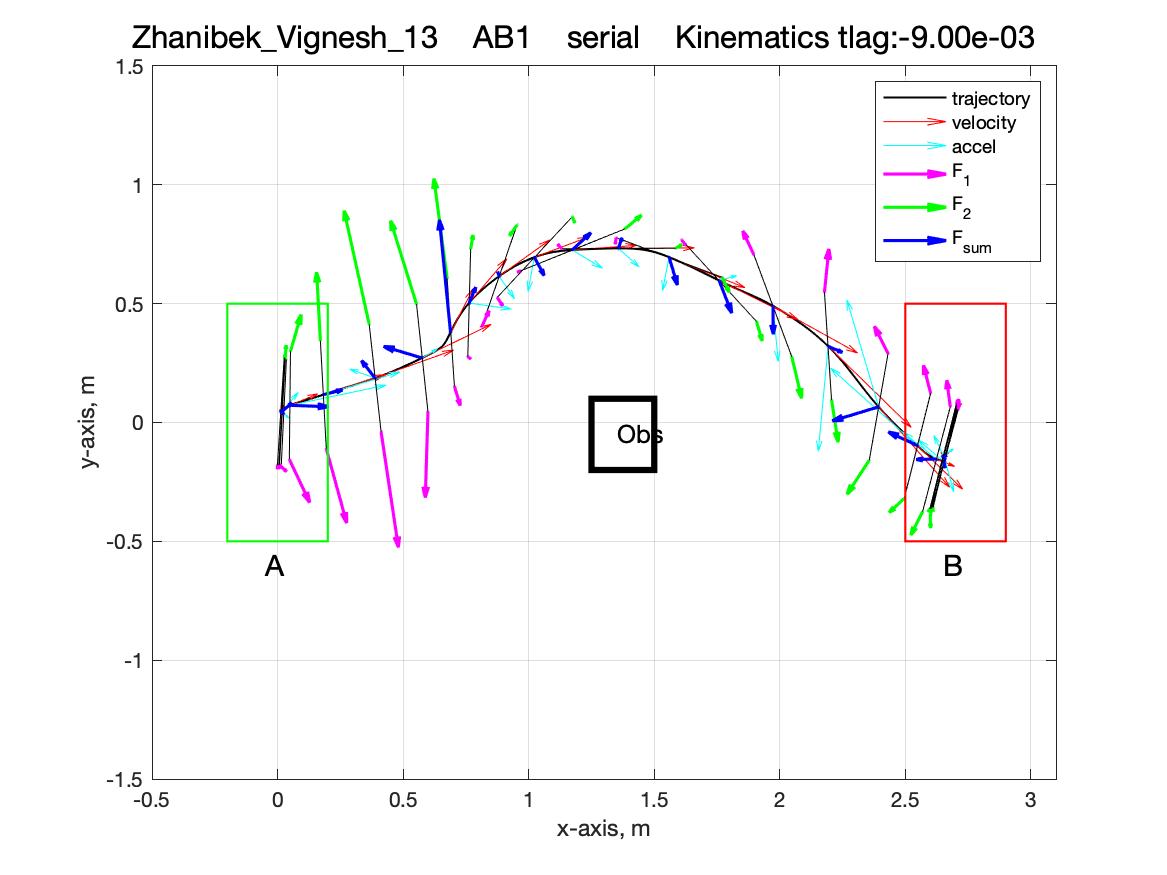 Zhanibek_Vignesh_13 AB1 serial Kinematics tlag:-9.00e-03
1.5
trajectory
velocity
accel
F1
F2
Fsum
1
0.5
0
-0.5
-1
-1.5
y-axis, m
Obs
A
B
-0.5 0 0.5 1 1.5 2 2.5 3
x-axis, m